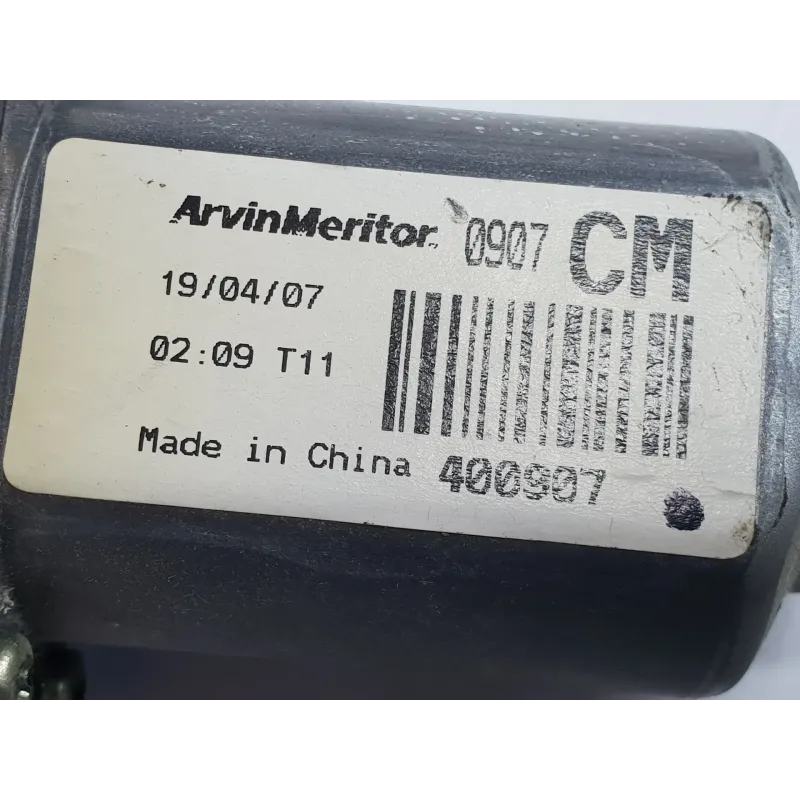 ArvinMeritor 0907 CM
19/04/07
02:09 T11
Made in China 400907